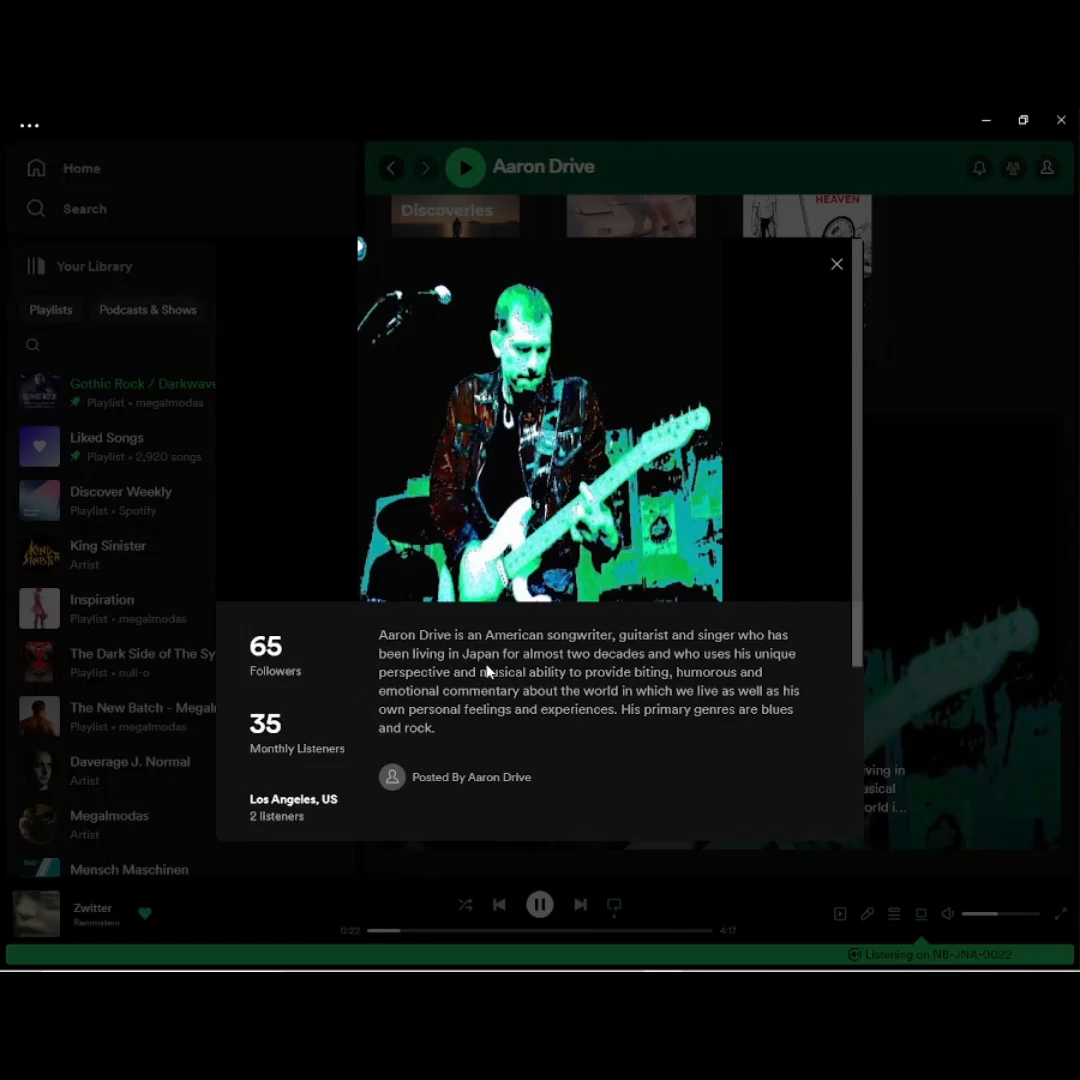 Home
Search
Your Library
Playlists
Podcasts & Shows
Gothic Rock / Darkwave
Playlist • megalmodas
Liked Songs
Playlist • 2,920 songs
Discover Weekly
Playlist • Spotify
KING SINISTER
King Sinister
Artist
Inspiration
Playlist • megalmodas
The Dark Side of The Sy
Playlist • null-o
The New Batch - Megalm
Playlist • megalmodas
Daverage J. Normal
Artist
Megalmodas
Artist
Mensch Maschinen
Aaron Drive
Discoveries
HEAVEN
65
Followers
35
Monthly Listeners
Los Angeles, US
2 listeners
Aaron Drive is an American songwriter, guitarist and singer who has
been living in Japan for almost two decades and who uses his unique
perspective and musical ability to provide biting, humorous and
emotional commentary about the world in which we live as well as his
own personal feelings and experiences. His primary genres are blues
and rock.
Posted By Aaron Drive
ving in
usical
orld i...
Zwitter
Rammstein
0:22
4:17
Listening on NB-JNA-0022